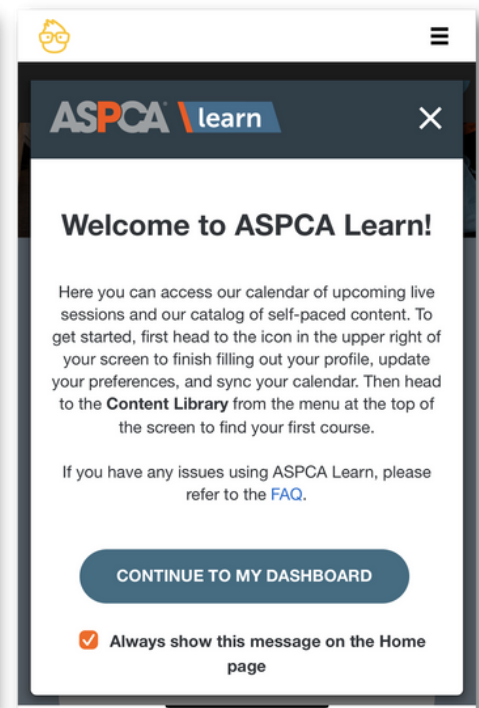 ASPCA learn
Welcome to ASPCA Learn!
Here you can access our calendar of upcoming live
sessions and our catalog of self-paced content. To
get started, first head to the icon in the upper right of
your screen to finish filling out your profile, update
your preferences, and sync your calendar. Then head
to the Content Library from the menu at the top of
the screen to find your first course.
If you have any issues using ASPCA Learn, please
refer to the FAQ.
CONTINUE TO MY DASHBOARD
Always show this message on the Home
page